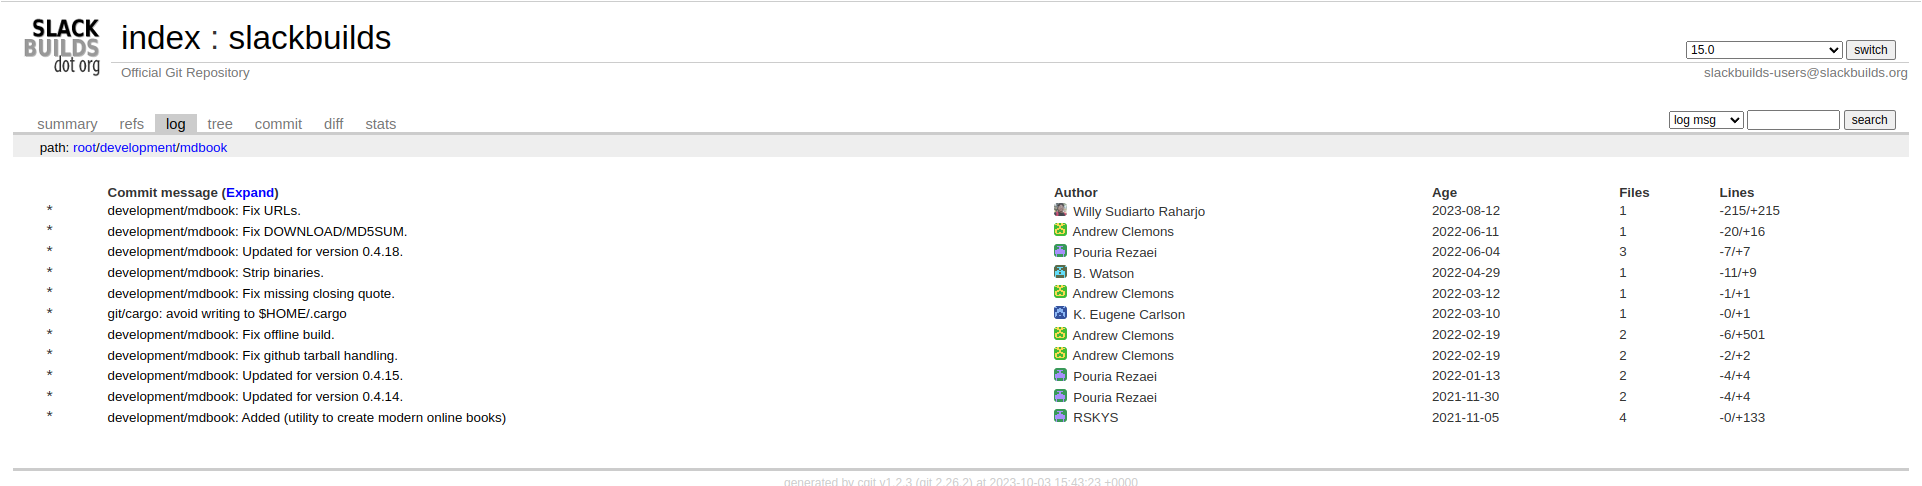 SLACK
BUILDS
dot org
index : slackbuilds
15.0 switch
Official Git Repository slackbuilds-users@slackbuilds.org
summary refs log tree commit diff stats log msg search
path: root/development/mdbook
Commit message (Expand) Author Age Files Lines
* development/mdbook: Fix URLs. Willy Sudiarto Raharjo 2023-08-12 1 -215/+215
* development/mdbook: Fix DOWNLOAD/MD5SUM. Andrew Clemons 2022-06-11 1 -20/+16
* development/mdbook: Updated for version 0.4.18. Pouria Rezaei 2022-06-04 3 -7/+7
* development/mdbook: Strip binaries. B. Watson 2022-04-29 1 -11/+9
* development/mdbook: Fix missing closing quote. Andrew Clemons 2022-03-12 1 -1/+1
* git/cargo: avoid writing to $HOME/.cargo K. Eugene Carlson 2022-03-10 1 -0/+1
* development/mdbook: Fix offline build. Andrew Clemons 2022-02-19 2 -6/+501
* development/mdbook: Fix github tarball handling. Andrew Clemons 2022-02-19 2 -2/+2
* development/mdbook: Updated for version 0.4.15. Pouria Rezaei 2022-01-13 2 -4/+4
* development/mdbook: Updated for version 0.4.14. Pouria Rezaei 2021-11-30 2 -4/+4
* development/mdbook: Added (utility to create modern online books) RSKYS 2021-11-05 4 -0/+133
generated by cgit v1.2.3 (git 2.26.2) at 2023-10-03 15:43:23 +0000